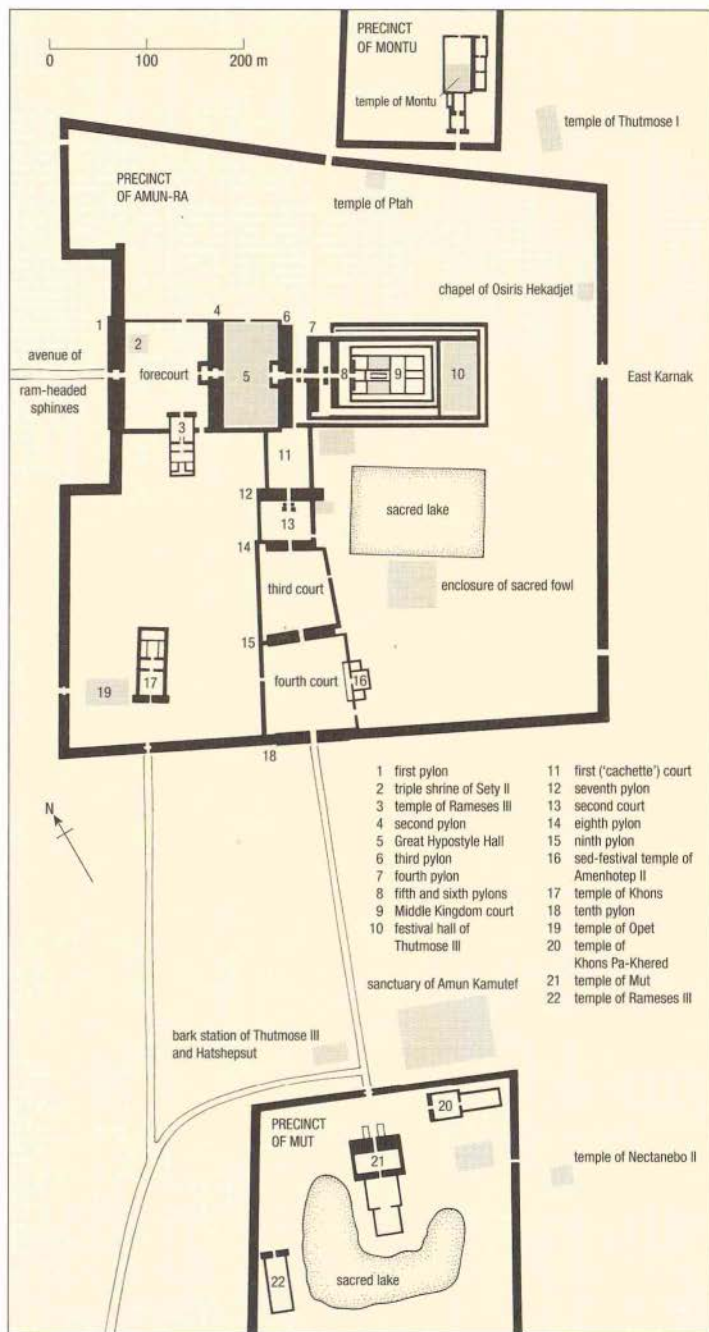 PRECINCT
OF MONTU
0 100 200 m
temple of Montu
temple of Thutmose I
PRECINCT
OF AMUN-RA
temple of Ptah
chapel of Osiris Hekadjet
1
4
6
7
2
avenue of
ram-headed
sphinxes
forecourt
5
8
9
10
East Karnak
3
11
12
13
sacred lake
14
third court
enclosure of sacred fowl
15
fourth court
16
17
19
18
N
1 first pylon
2 triple shrine of Sety II
3 temple of Rameses III
4 second pylon
5 Great Hypostyle Hall
6 third pylon
7 fourth pylon
8 fifth and sixth pylons
9 Middle Kingdom court
10 festival hall of
Thutmose III
11 first ('cachette') court
12 seventh pylon
13 second court
14 eighth pylon
15 ninth pylon
16 sed-festival temple of
Amenhotep II
17 temple of Khons
18 tenth pylon
19 temple of Opet
20 temple of
Khons Pa-Khered
21 temple of Mut
22 temple of Rameses III
sanctuary of Amun Kamutef
bark station of Thutmose III
and Hatshepsut
PRECINCT
OF MUT
20
21
temple of Nectanebo II
22
sacred lake